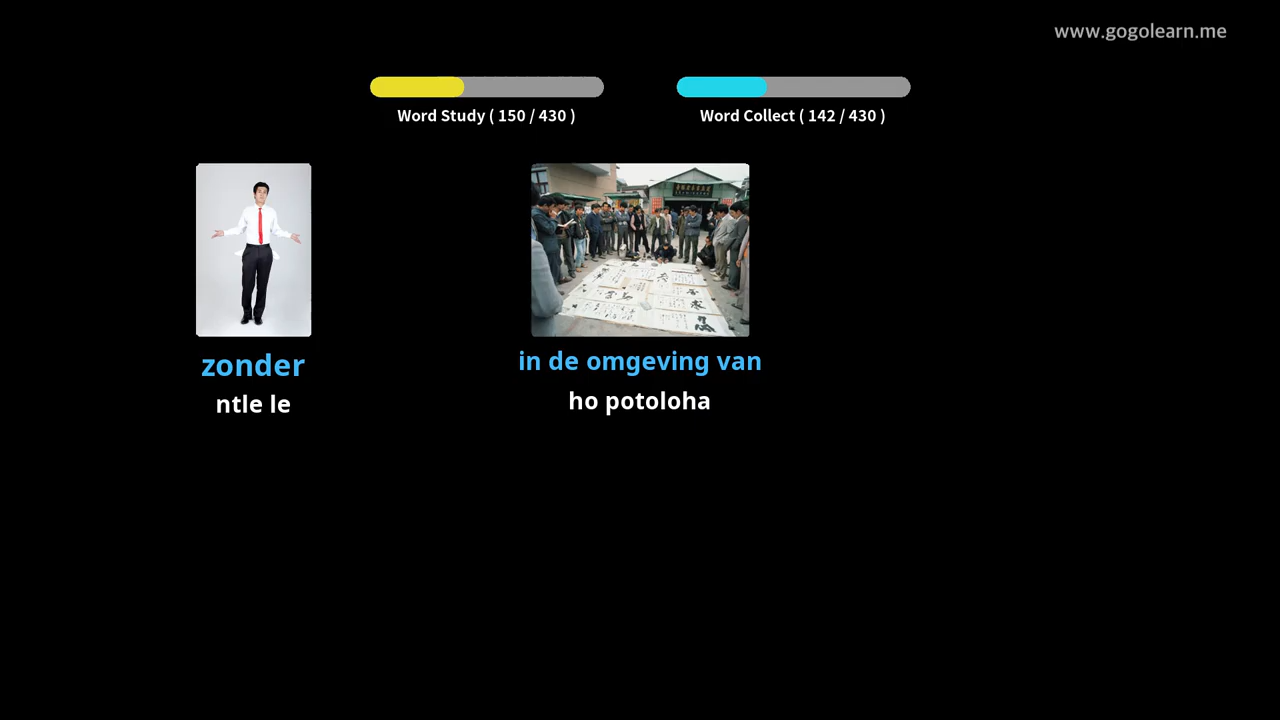 www.gogolearn.me
Word Study ( 150 / 430 )
Word Collect ( 142 / 430 )
zonder
ntle le
in de omgeving van
ho potoloha